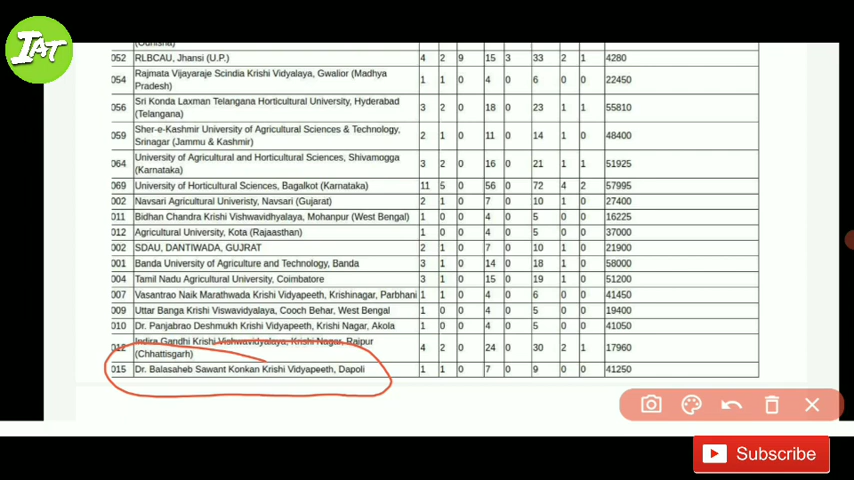 IAT
052 RLBCAU, Jhansi (U.P.) 4 2 9 15 3 33 2 1 4280
054 Rajmata Vijayaraje Scindia Krishi Vidyalaya, Gwalior (Madhya
Pradesh) 1 1 0 4 0 6 0 0 22450
056 Sri Konda Laxman Telangana Horticultural University, Hyderabad
(Telangana) 3 2 0 18 0 23 1 1 55810
059 Sher-e-Kashmir University of Agricultural Sciences & Technology,
Srinagar (Jammu & Kashmir) 2 1 0 11 0 14 1 0 48400
064 University of Agricultural and Horticultural Sciences, Shivamogga
(Karnataka) 3 2 0 16 0 21 1 1 51925
069 University of Horticultural Sciences, Bagalkot (Karnataka) 11 5 0 56 0 72 4 2 57995
002 Navsari Agricultural Univeristy, Navsari (Gujarat) 2 1 0 7 0 10 1 0 27400
011 Bidhan Chandra Krishi Vishwavidhyalaya, Mohanpur (West Bengal) 1 0 0 4 0 5 0 0 16225
012 Agricultural University, Kota (Rajaasthan) 1 0 0 4 0 5 0 0 37000
002 SDAU, DANTIWADA, GUJRAT 2 1 0 7 0 10 1 0 21900
001 Banda University of Agriculture and Technology, Banda 3 1 0 14 0 18 1 0 58000
004 Tamil Nadu Agricultural University, Coimbatore 3 1 0 15 0 19 1 0 51200
007 Vasantrao Naik Marathwada Krishi Vidyapeeth, Krishinagar, Parbhani 1 1 0 4 0 6 0 0 41450
009 Uttar Banga Krishi Viswavidyalaya, Cooch Behar, West Bengal 1 0 0 4 0 5 0 0 19400
010 Dr. Panjabrao Deshmukh Krishi Vidyapeeth, Krishi Nagar, Akola 1 0 0 4 0 5 0 0 41050
012 Indira Gandhi Krishi Vishwavidyalaya, Krishi Nagar, Raipur
(Chhattisgarh) 4 2 0 24 0 30 2 1 17960
015 Dr. Balasaheb Sawant Konkan Krishi Vidyapeeth, Dapoli 1 1 0 7 0 9 0 0 41250
Subscribe